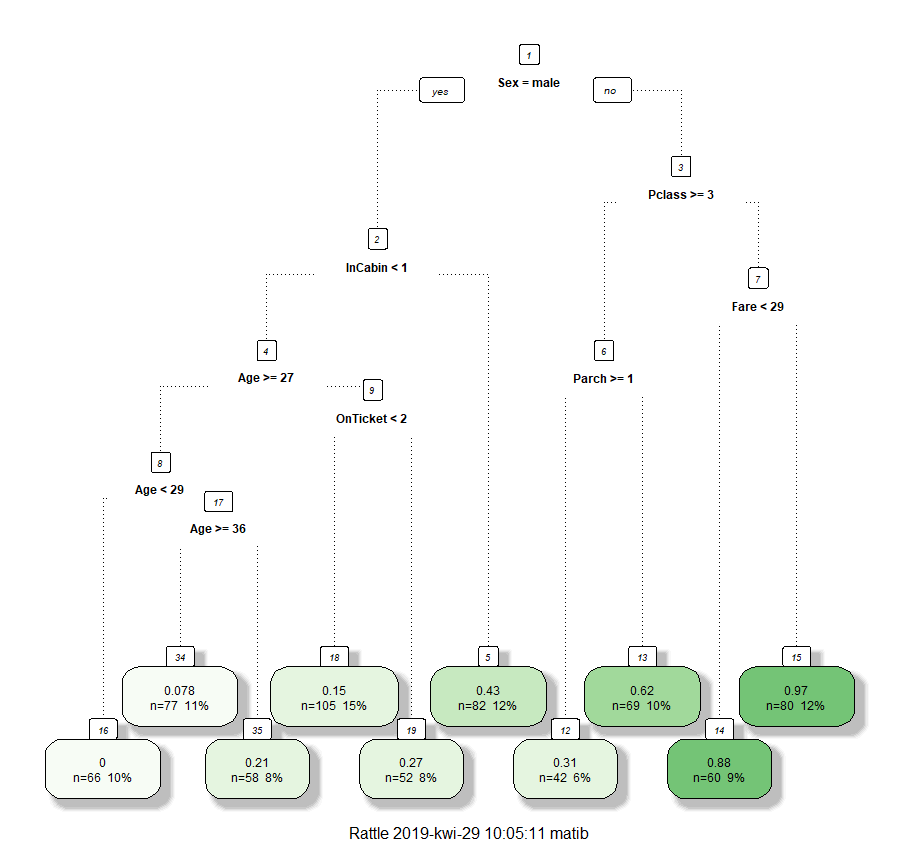 1
Sex = male
yes
no
3
Pclass >= 3
2
InCabin < 1
7
Fare < 29
4
Age >= 27
6
Parch >= 1
9
OnTicket < 2
8
Age < 29
17
Age >= 36
34
0.078
n=77 11%
18
0.15
n=105 15%
5
0.43
n=82 12%
13
0.62
n=69 10%
15
0.97
n=80 12%
16
0
n=66 10%
35
0.21
n=58 8%
19
0.27
n=52 8%
12
0.31
n=42 6%
14
0.88
n=60 9%
Rattle 2019-kwi-29 10:05:11 matib